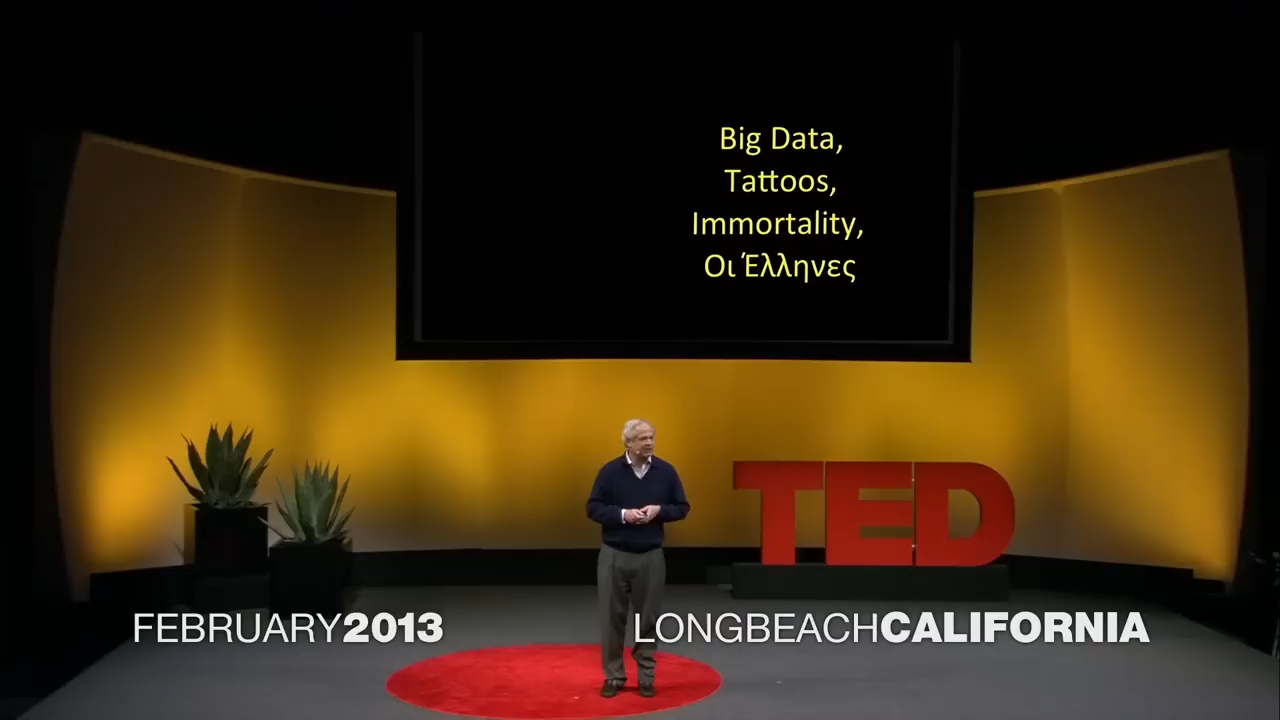 Big Data,
Tattoos,
Immortality,
Οι Έλληνες
TED
FEBRUARY2013
LONGBEACHCALIFORNIA